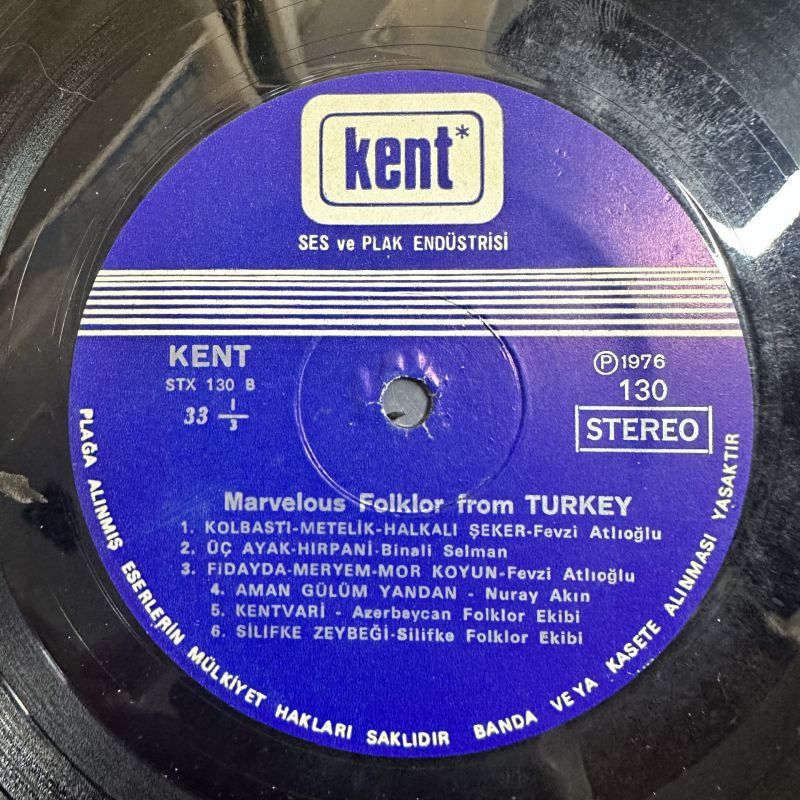 kent*
SES ve PLAK ENDÜSTRİSİ
KENT
STX 130 B
33 1/3
Ⓟ1976
130
STEREO
Marvelous Folklor from TURKEY
1. KOLBASTI-METELİK-HALKALI ŞEKER-Fevzi Atlıoğlu
2. ÜÇ AYAK-HIRPANİ-Binali Selman
3. FİDAYDA-MERYEM-MOR KOYUN-Fevzi Atlıoğlu
4. AMAN GÜLÜM YANDAN - Nuray Akın
5. KENTVARİ - Azerbaycan Folklor Ekibi
6. SİLİFKE ZEYBEĞİ-Silifke Folklor Ekibi
PLAĞA ALINMIŞ ESERLERİN MÜLKİYET HAKLARI SAKLIDIR BANDA VEYA KASETE ALINMASI YASAKTIR